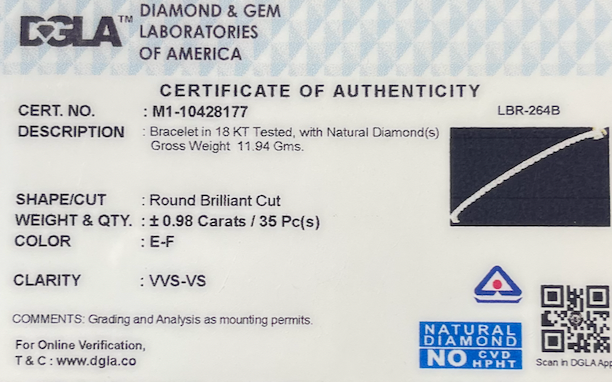 DGLA™
DIAMOND & GEM
LABORATORIES
OF AMERICA
CERTIFICATE OF AUTHENTICITY
CERT. NO. : M1-10428177
LBR-264B
DESCRIPTION : Bracelet in 18 KT Tested, with Natural Diamond(s)
Gross Weight 11.94 Gms.
SHAPE/CUT : Round Brilliant Cut
WEIGHT & QTY. : ± 0.98 Carats / 35 Pc(s)
COLOR : E-F
CLARITY : VVS-VS
COMMENTS: Grading and Analysis as mounting permits.
For Online Verification,
T & C : www.dgla.co
NATURAL
DIAMOND
NO CVD
HPHT
Scan in DGLA App